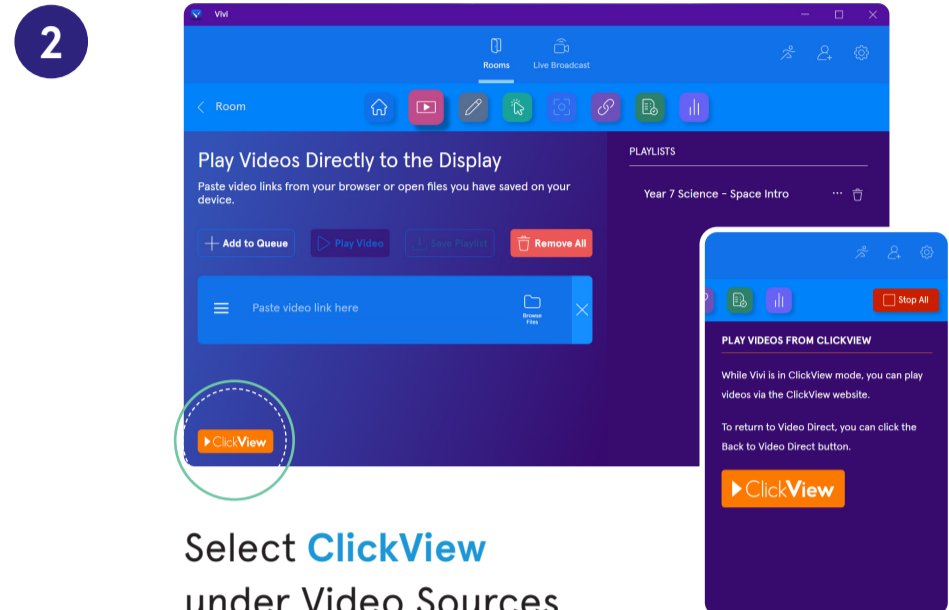 2
Vivi
Rooms
Live Broadcast
Room
Play Videos Directly to the Display
Paste video links from your browser or open files you have saved on your
device.
Add to Queue
Play Video
Save Playlist
Remove All
Paste video link here
Browse
Files
ClickView
PLAYLISTS
Year 7 Science - Space Intro
Stop All
PLAY VIDEOS FROM CLICKVIEW
While Vivi is in ClickView mode, you can play
videos via the ClickView website.
To return to Video Direct, you can click the
Back to Video Direct button.
ClickView
Select ClickView
under Video Sources